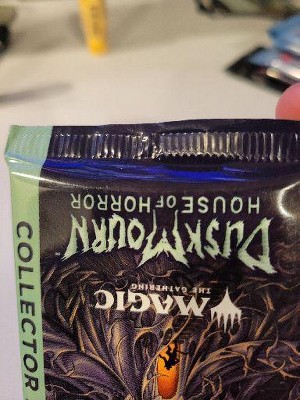 MAGIC
THE GATHERING
DUSKMOURN
HOUSE OF HORROR
COLLECTOR